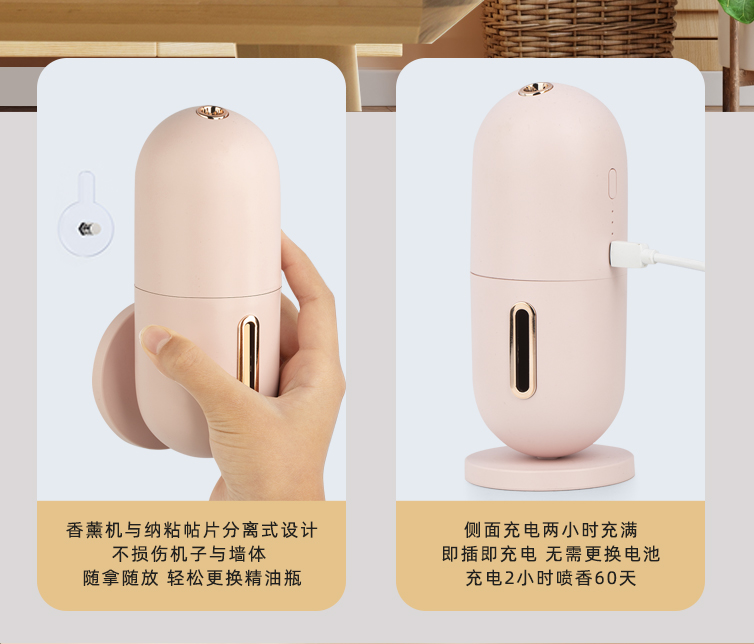 香薰机与纳粘帖片分离式设计
不损伤机子与墙体
随拿随放 轻松更换精油瓶
侧面充电两小时充满
即插即充电 无需更换电池
充电2小时喷香60天